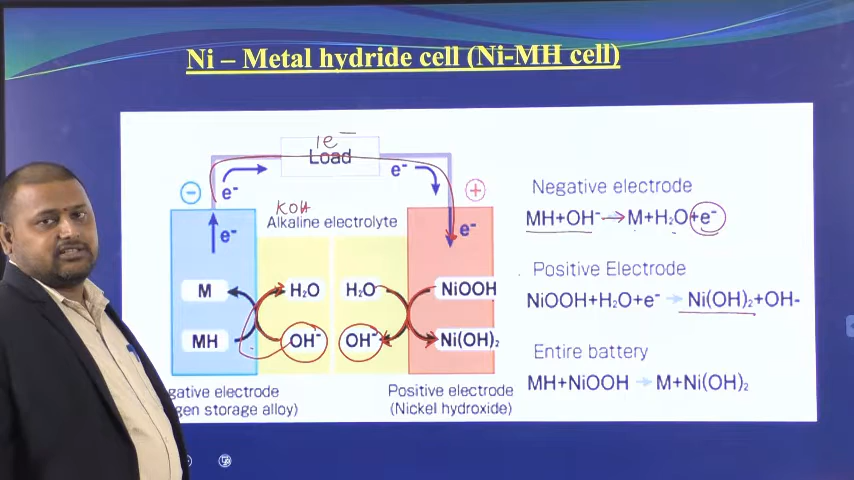 Ni – Metal hydride cell (Ni-MH cell)
1e⁻
Load
e⁻
e⁻
KOH
Alkaline electrolyte
e⁻
e⁻
M
H₂O
H₂O
NiOOH
MH
OH⁻
OH⁻
Ni(OH)₂
gative electrode
gen storage alloy)
Positive electrode
(Nickel hydroxide)
Negative electrode
MH+OH⁻→M+H₂O+e⁻
Positive Electrode
NiOOH+H₂O+e⁻→Ni(OH)₂+OH-
Entire battery
MH+NiOOH→M+Ni(OH)₂